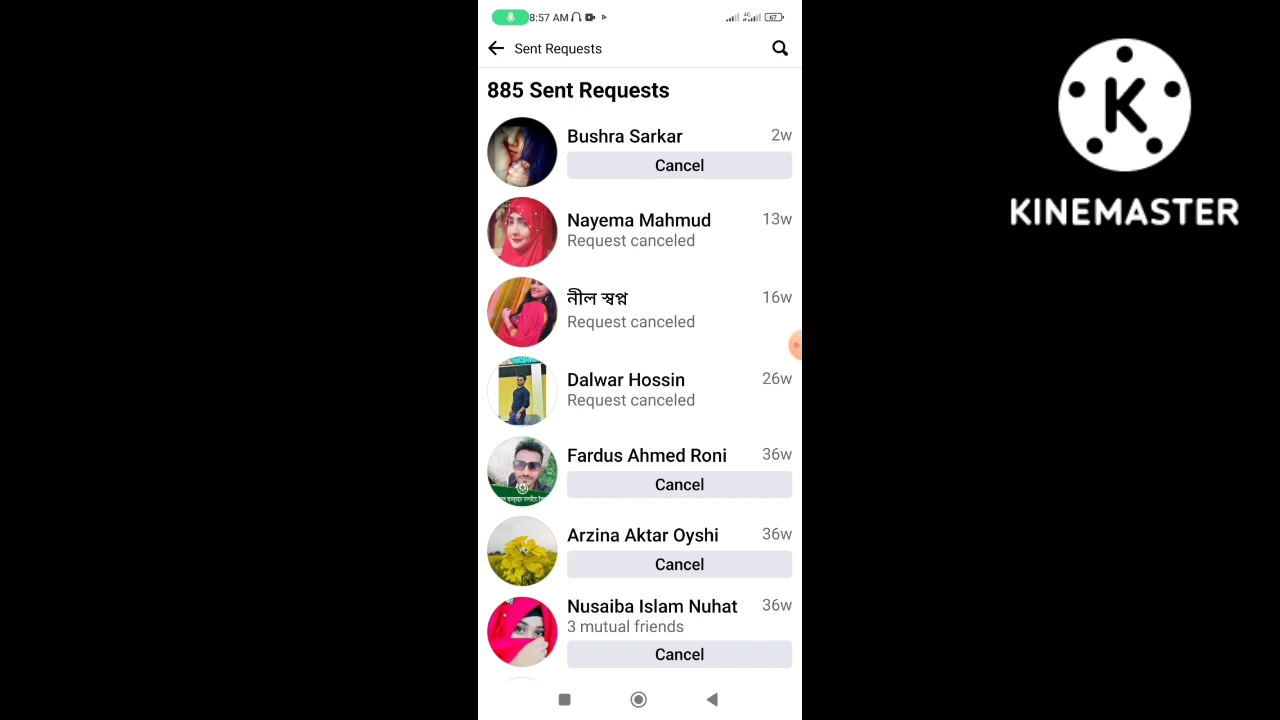 8:57 AM
4G
67
Sent Requests
885 Sent Requests
Bushra Sarkar
2w
Cancel
Nayema Mahmud
13w
Request canceled
নীল স্বপ্ন
16w
Request canceled
Dalwar Hossin
26w
Request canceled
Fardus Ahmed Roni
36w
Cancel
Arzina Aktar Oyshi
36w
Cancel
Nusaiba Islam Nuhat
36w
3 mutual friends
Cancel
K
KINEMASTER